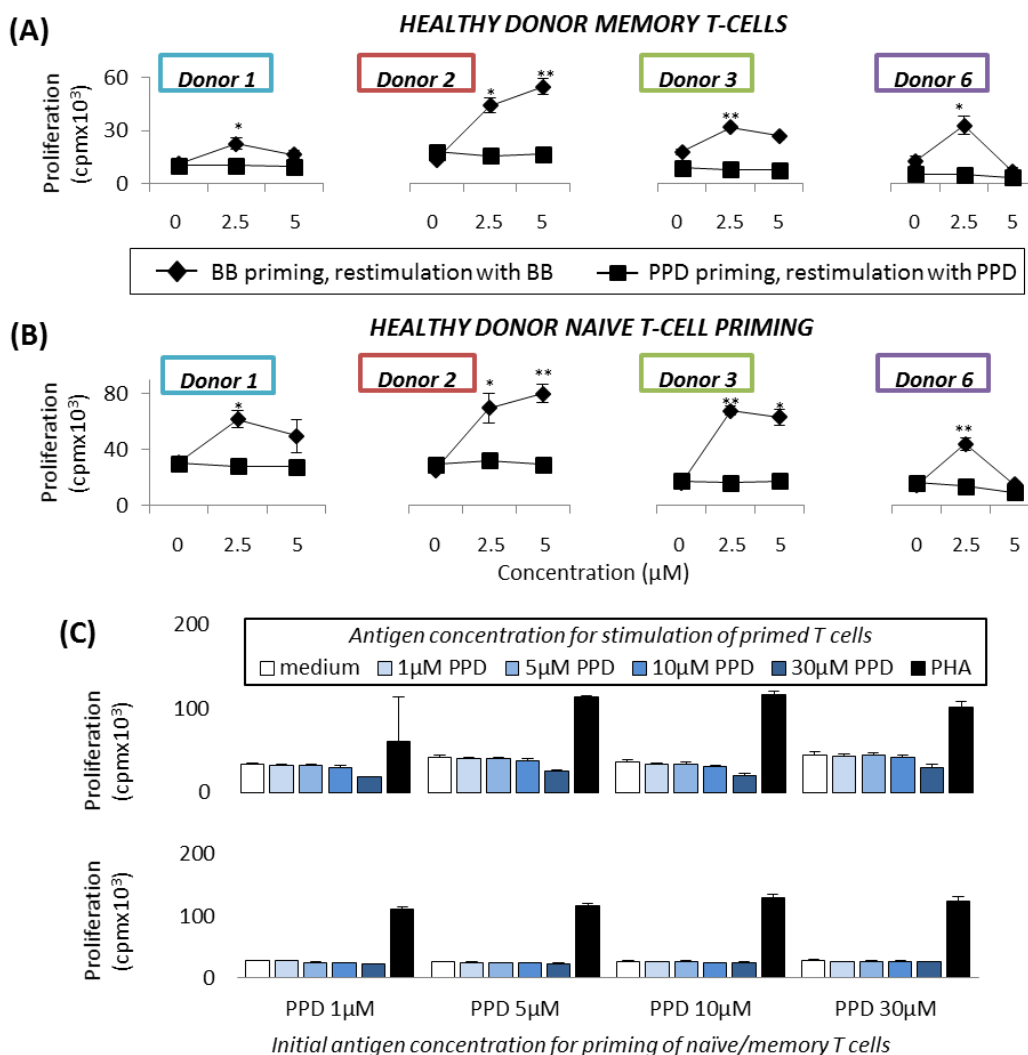 (A)
HEALTHY DONOR MEMORY T-CELLS
Donor 1
Donor 2
Donor 3
Donor 6
Proliferation
(cpmx10³)
60
30
0
*
* **
**
*
0 2.5 5
0 2.5 5
0 2.5 5
0 2.5 5
BB priming, restimulation with BB
PPD priming, restimulation with PPD
(B)
HEALTHY DONOR NAIVE T-CELL PRIMING
Donor 1
Donor 2
Donor 3
Donor 6
Proliferation
(cpmx10³)
80
40
0
*
* **
** *
**
0 2.5 5
0 2.5 5
0 2.5 5
0 2.5 5
Concentration (µM)
(C)
200
100
0
Proliferation
(cpmx10³)
Antigen concentration for stimulation of primed T cells
medium 1µM PPD 5µM PPD 10µM PPD 30µM PPD PHA
200
100
0
Proliferation
(cpmx10³)
PPD 1µM PPD 5µM PPD 10µM PPD 30µM
Initial antigen concentration for priming of naïve/memory T cells